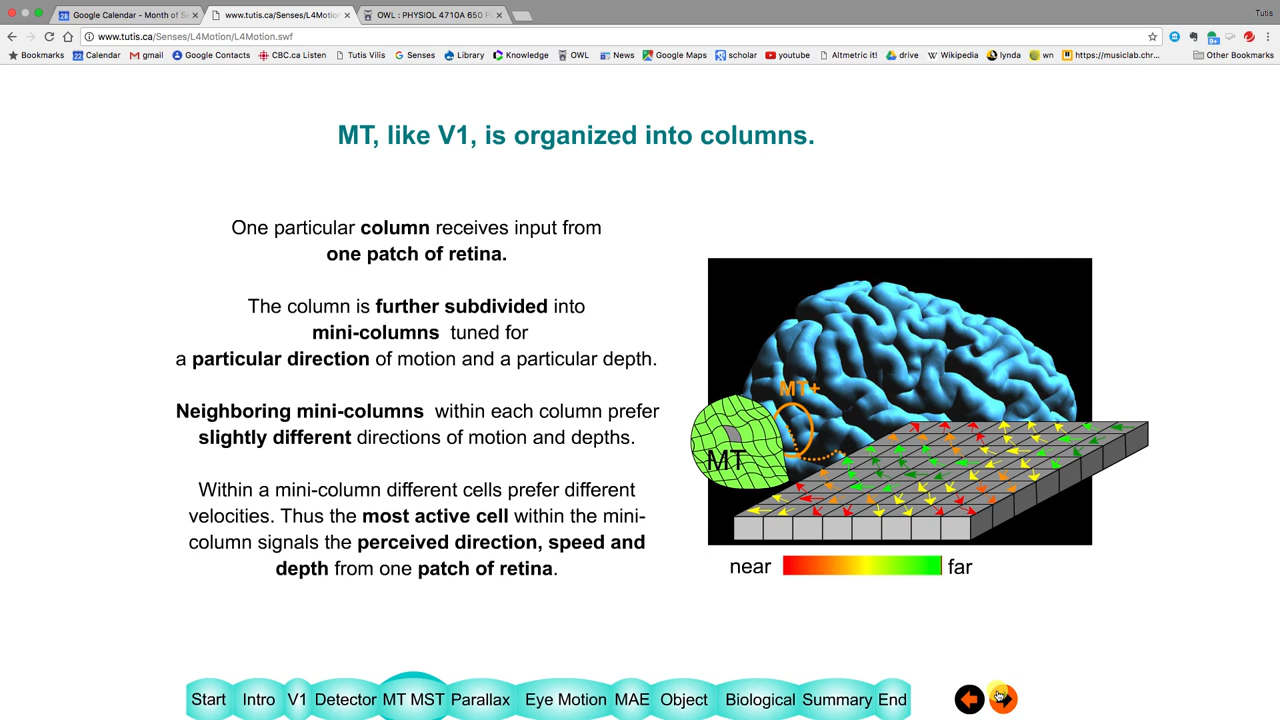 Google Calendar - Month of S
www.tutis.ca/Senses/L4Motio
OWL : PHYSIOL 4710A 650 F
Tutis
www.tutis.ca/Senses/L4Motion/L4Motion.swf
Bookmarks Calendar gmail Google Contacts CBC.ca Listen Tutis Vilis Senses Library Knowledge OWL News Google Maps scholar youtube Altmetric it! drive Wikipedia lynda wn https://musiclab.chr... Other Bookmarks
MT, like V1, is organized into columns.
One particular column receives input from
one patch of retina.
The column is further subdivided into
mini-columns tuned for
a particular direction of motion and a particular depth.
Neighboring mini-columns within each column prefer
slightly different directions of motion and depths.
Within a mini-column different cells prefer different
velocities. Thus the most active cell within the mini-
column signals the perceived direction, speed and
depth from one patch of retina.
MT+
MT
near far
Start Intro V1 Detector MT MST Parallax Eye Motion MAE Object Biological Summary End